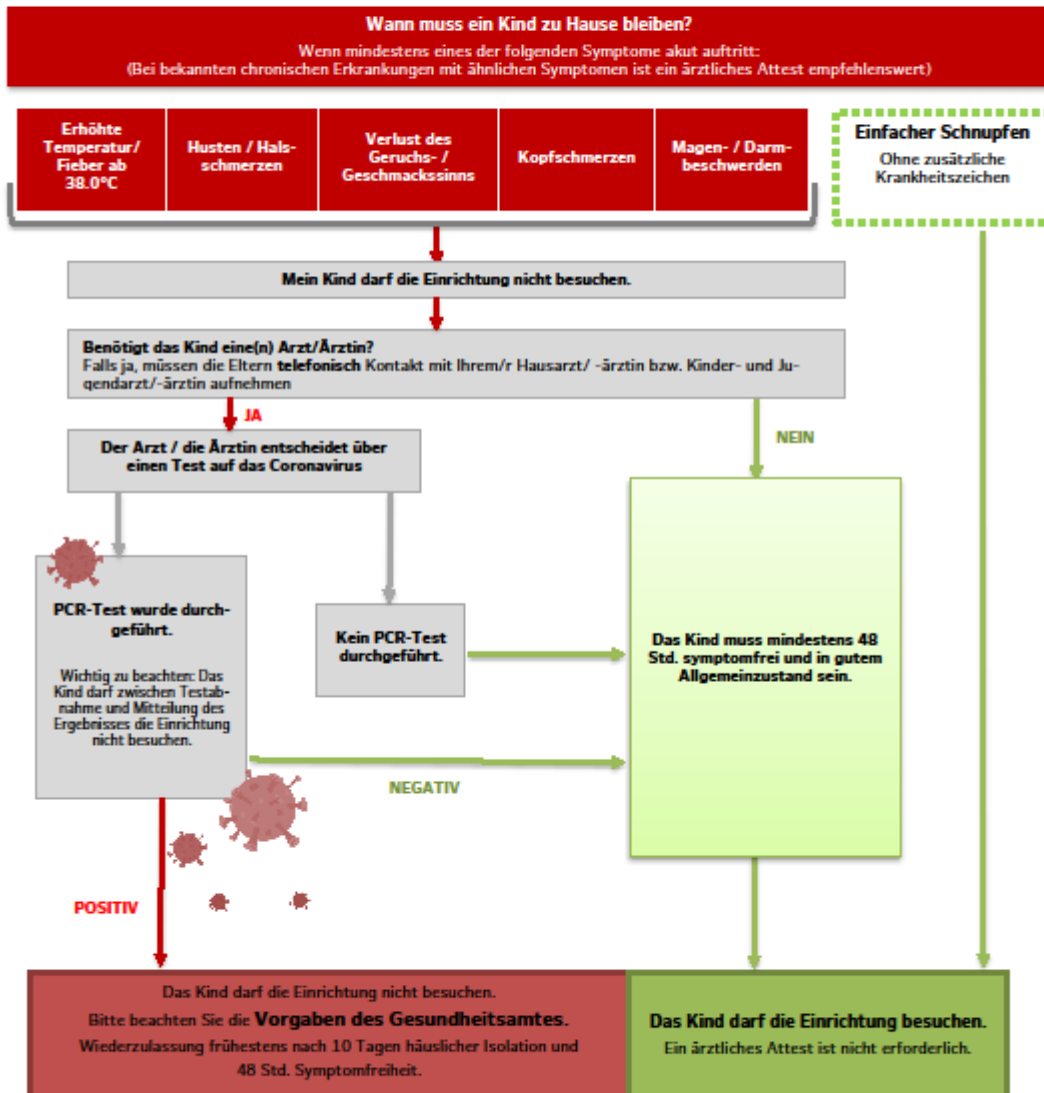 Wann muss ein Kind zu Hause bleiben?
Wenn mindestens eines der folgenden Symptome akut auftritt:
(Bei bekannten chronischen Erkrankungen mit ähnlichen Symptomen ist ein ärztliches Attest empfehlenswert)
Erhöhte
Temperatur/
Fieber ab
38.0°C
Husten / Hals-
schmerzen
Verlust des
Geruchs- /
Geschmackssinns
Kopfschmerzen
Magen- / Darm-
beschwerden
Einfacher Schnupfen
Ohne zusätzliche
Krankheitszeichen
Mein Kind darf die Einrichtung nicht besuchen.
Benötigt das Kind eine(n) Arzt/Ärztin?
Falls ja, müssen die Eltern telefonisch Kontakt mit Ihrem/r Hausarzt/ -ärztin bzw. Kinder- und Ju-
gendarzt/-ärztin aufnehmen
JA
NEIN
Der Arzt / die Ärztin entscheidet über
einen Test auf das Coronavirus
PCR-Test wurde durch-
geführt.
Wichtig zu beachten: Das
Kind darf zwischen Testab-
nahme und Mitteilung des
Ergebnisses die Einrichtung
nicht besuchen.
Kein PCR-Test
durchgeführt.
Das Kind muss mindestens 48
Std. symptomfrei und in gutem
Allgemeinzustand sein.
NEGATIV
POSITIV
Das Kind darf die Einrichtung nicht besuchen.
Bitte beachten Sie die Vorgaben des Gesundheitsamtes.
Wiederzulassung frühestens nach 10 Tagen häuslicher Isolation und
48 Std. Symptomfreiheit.
Das Kind darf die Einrichtung besuchen.
Ein ärztliches Attest ist nicht erforderlich.